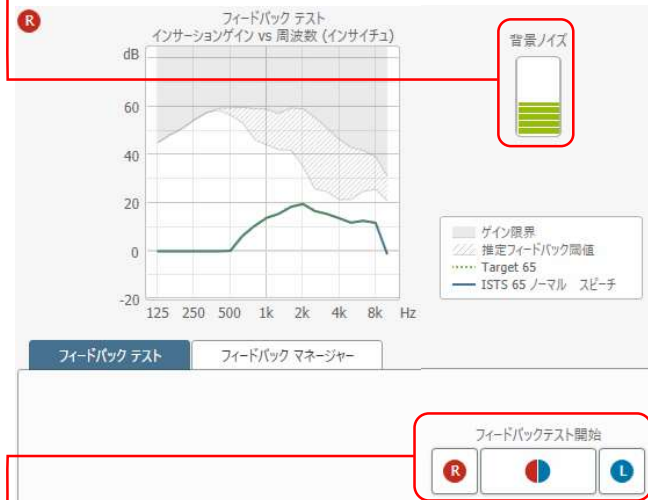 R
フィードバック テスト
インサーションゲイン vs 周波数 (インサイチュ)
背景ノイズ
dB
60
40
20
0
-20
125 250 500 1k 2k 4k 8k Hz
ゲイン限界
推定フィードバック閾値
Target 65
ISTS 65 ノーマル スピーチ
フィードバック テスト
フィードバック マネージャー
フィードバックテスト開始
R
L